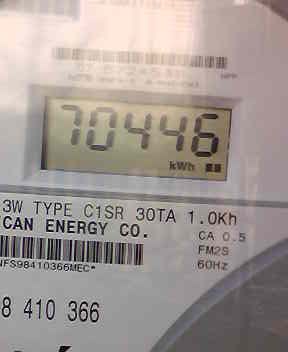 70446
kWh
3W TYPE C1SR 30TA 1.0Kh
CAN ENERGY CO.
CA 0.5
FM2S
60Hz
NFS98410366MEC*
8 410 366